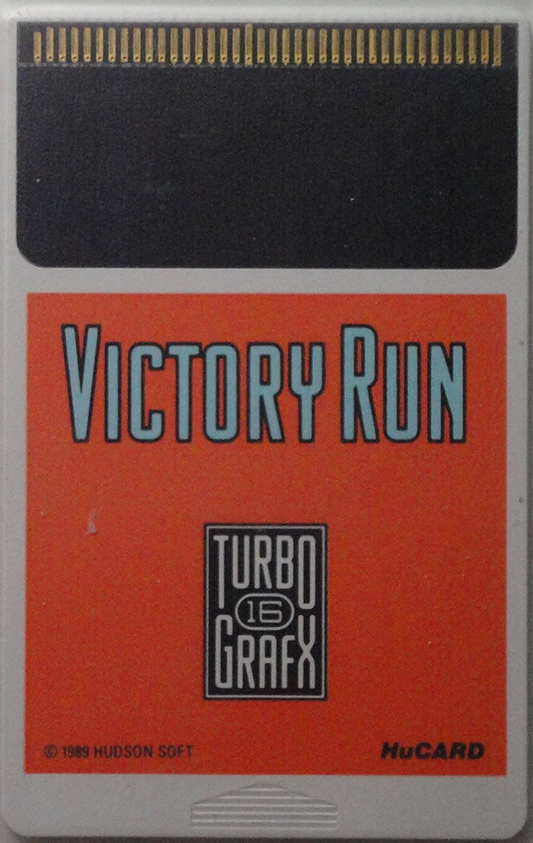 VICTORY RUN
TURBO
16
GRAFX
© 1989 HUDSON SOFT
HuCARD